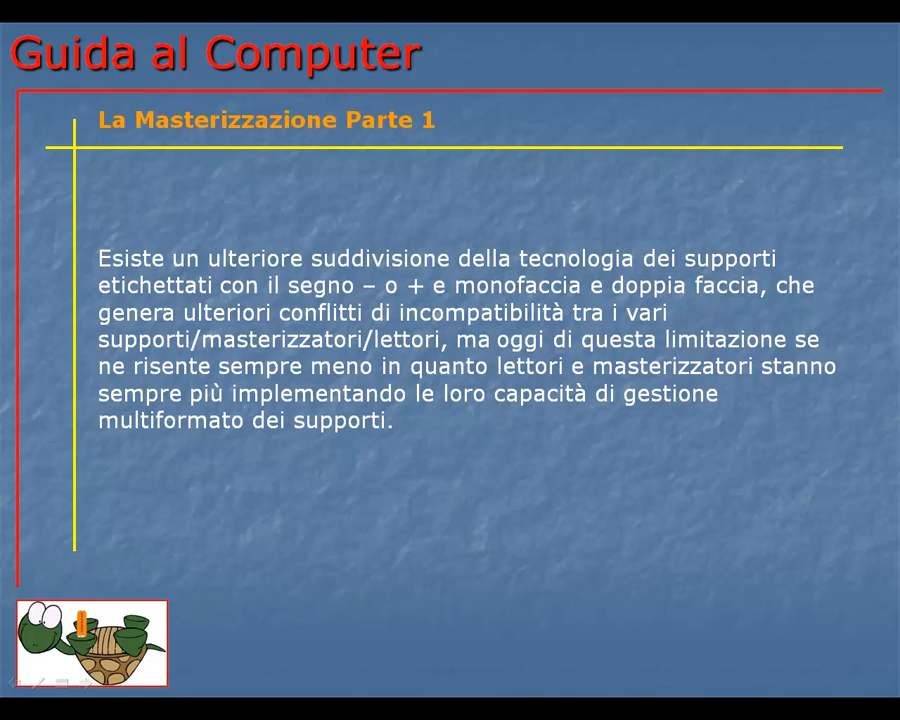 Guida al Computer
La Masterizzazione Parte 1
Esiste un ulteriore suddivisione della tecnologia dei supporti
etichettati con il segno – o + e monofaccia e doppia faccia, che
genera ulteriori conflitti di incompatibilità tra i vari
supporti/masterizzatori/lettori, ma oggi di questa limitazione se
ne risente sempre meno in quanto lettori e masterizzatori stanno
sempre più implementando le loro capacità di gestione
multiformato dei supporti.